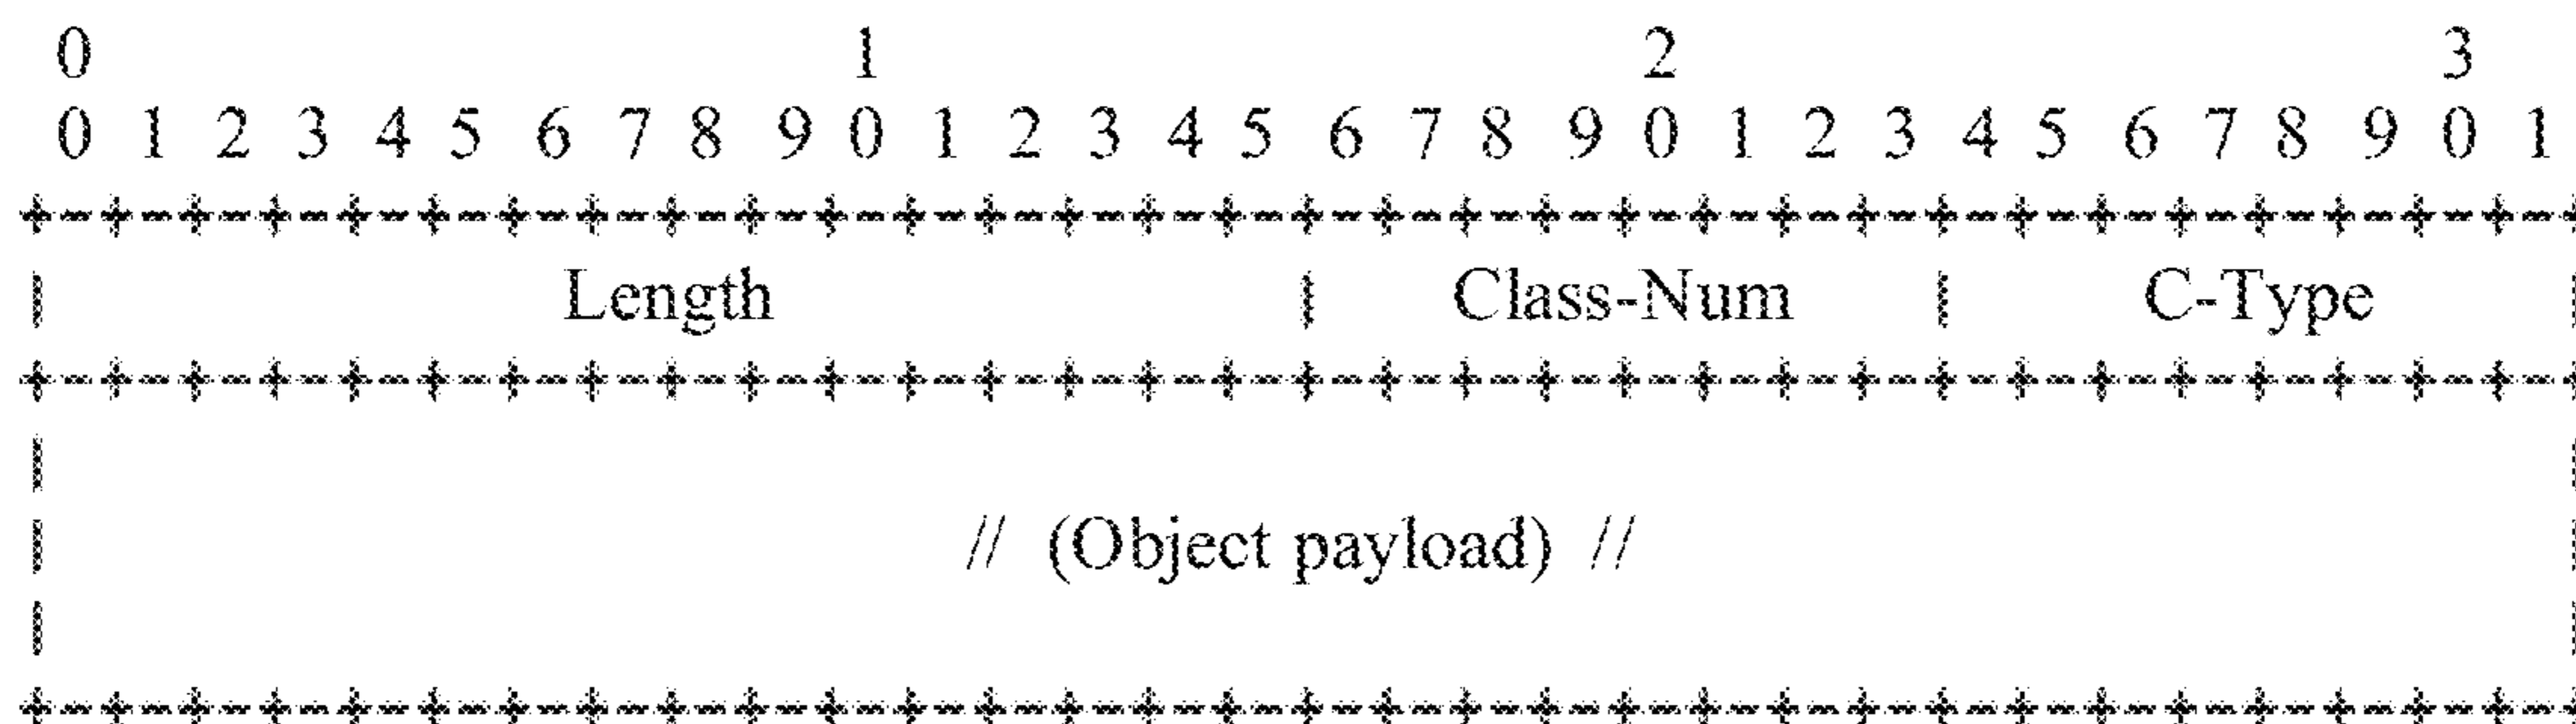 0 1 2 3
0 1 2 3 4 5 6 7 8 9 0 1 2 3 4 5 6 7 8 9 0 1 2 3 4 5 6 7 8 9 0 1
+-+-+-+-+-+-+-+-+-+-+-+-+-+-+-+-+-+-+-+-+-+-+-+-+-+-+-+-+-+-+-+-+
| Length | Class-Num | C-Type |
+-+-+-+-+-+-+-+-+-+-+-+-+-+-+-+-+-+-+-+-+-+-+-+-+-+-+-+-+-+-+-+-+
| |
| // (Object payload) // |
| |
+-+-+-+-+-+-+-+-+-+-+-+-+-+-+-+-+-+-+-+-+-+-+-+-+-+-+-+-+-+-+-+-+